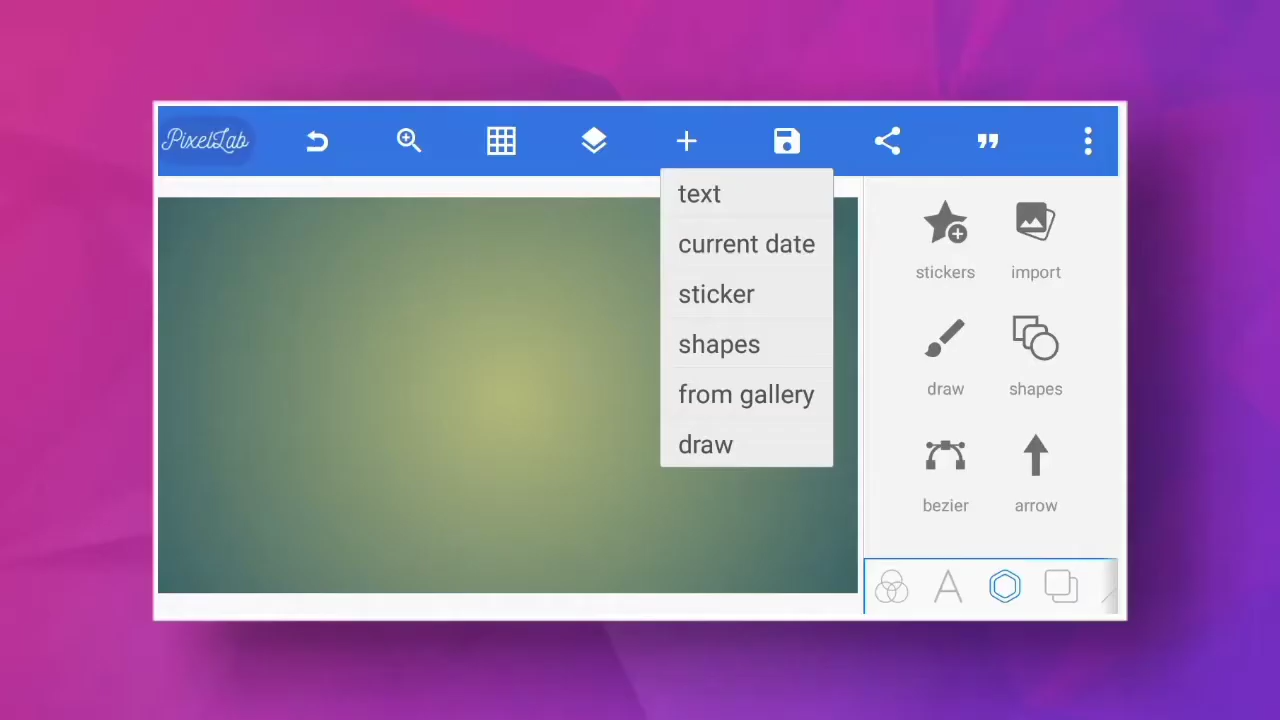 PixelLab
text
current date
sticker
shapes
from gallery
draw
stickers import
draw shapes
bezier arrow